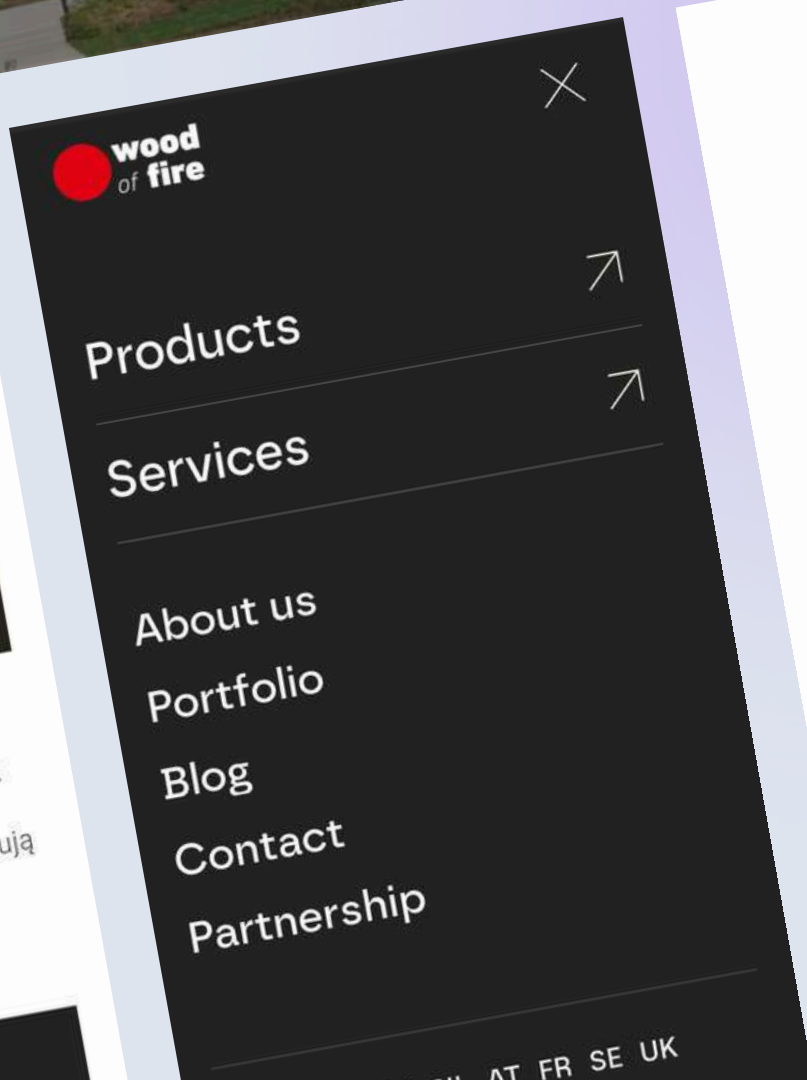 wood
of fire
Products
Services
About us
Portfolio
Blog
Contact
Partnership
AT FR SE UK
ują